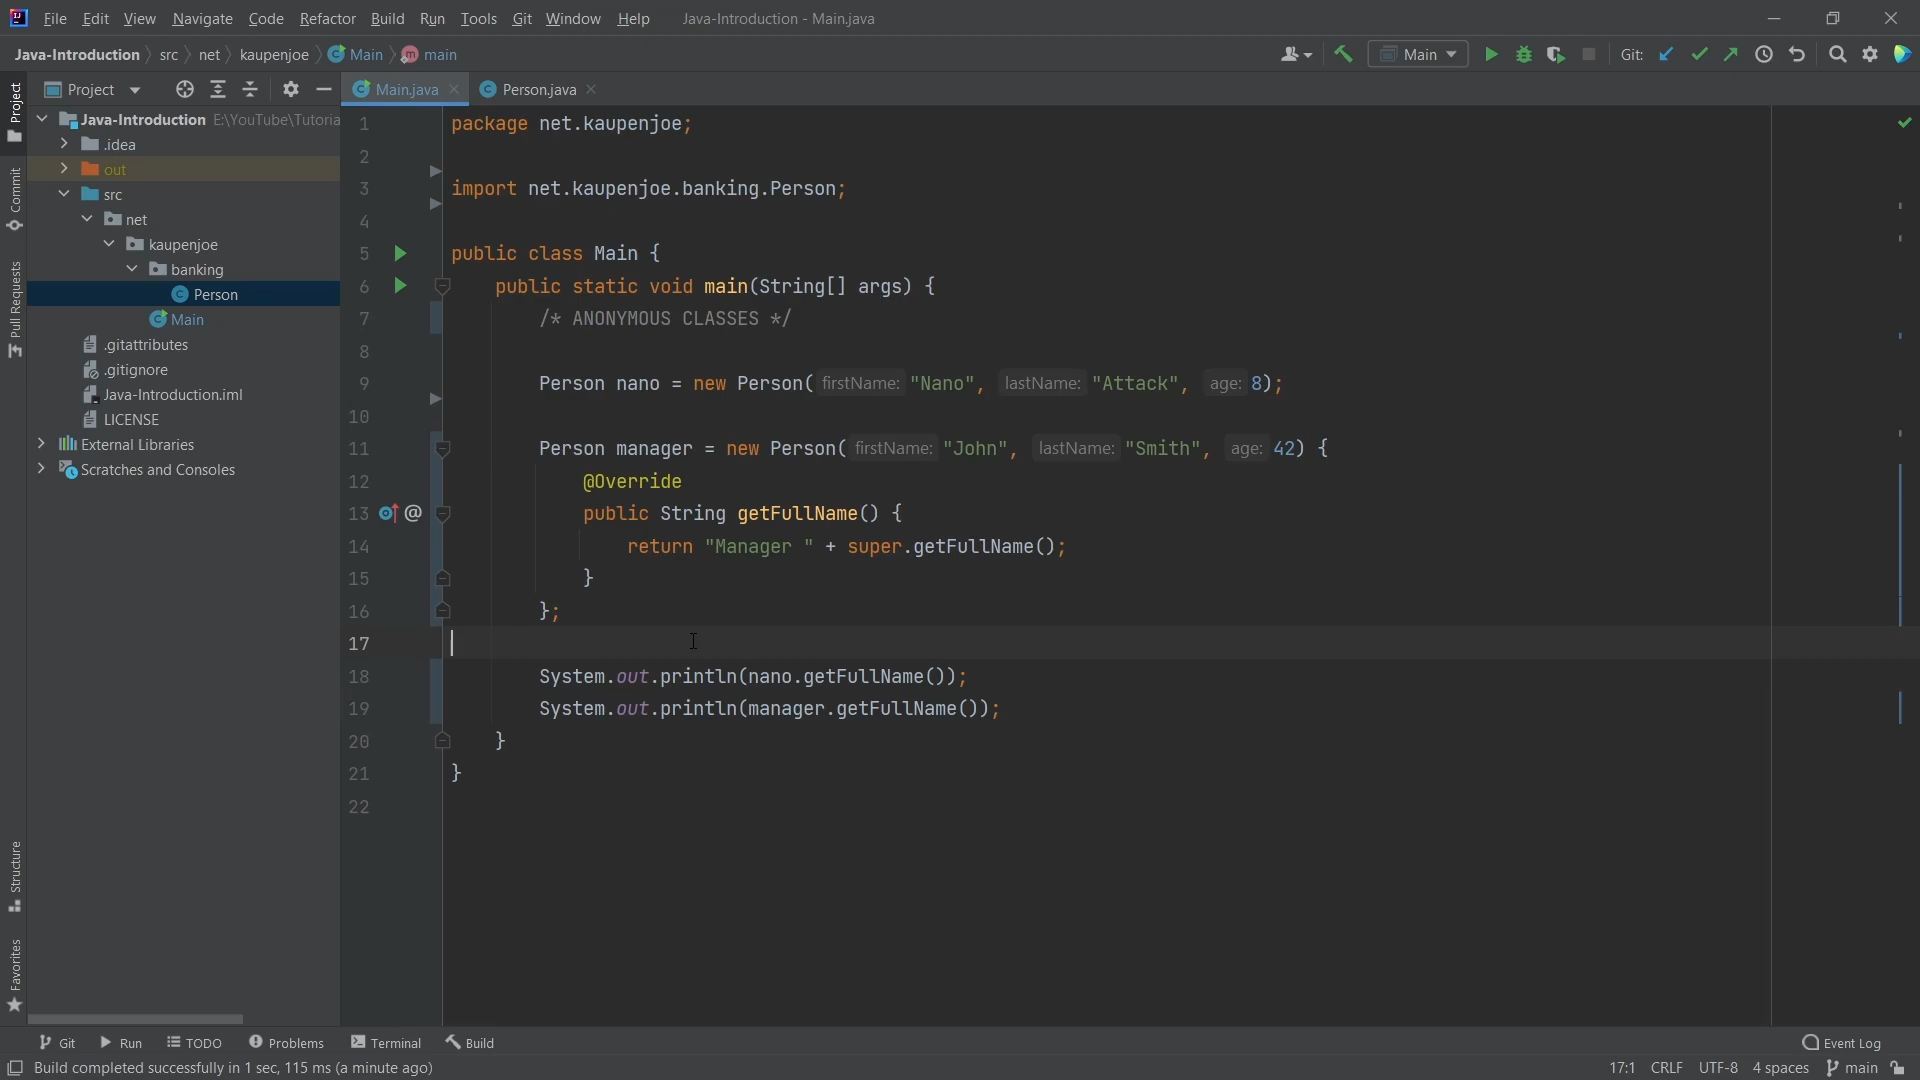 File Edit View Navigate Code Refactor Build Run Tools Git Window Help Java-Introduction - Main.java
Java-Introduction src net kaupenjoe Main main
Main Git:
Project Main.java Person.java
Project
Commit
Pull Requests
Structure
Favorites
Java-Introduction E:\YouTube\Tutoria
.idea
out
src
net
kaupenjoe
banking
Person
Main
.gitattributes
.gitignore
Java-Introduction.iml
LICENSE
External Libraries
Scratches and Consoles
1 package net.kaupenjoe;
2
3 import net.kaupenjoe.banking.Person;
4
5 public class Main {
6 public static void main(String[] args) {
7 /* ANONYMOUS CLASSES */
8
9 Person nano = new Person( firstName: "Nano", lastName: "Attack", age: 8);
10
11 Person manager = new Person( firstName: "John", lastName: "Smith", age: 42) {
12 @Override
13 @ public String getFullName() {
14 return "Manager " + super.getFullName();
15 }
16 };
17
18 System.out.println(nano.getFullName());
19 System.out.println(manager.getFullName());
20 }
21 }
22
Git Run TODO Problems Terminal Build Event Log
Build completed successfully in 1 sec, 115 ms (a minute ago) 17:1 CRLF UTF-8 4 spaces main